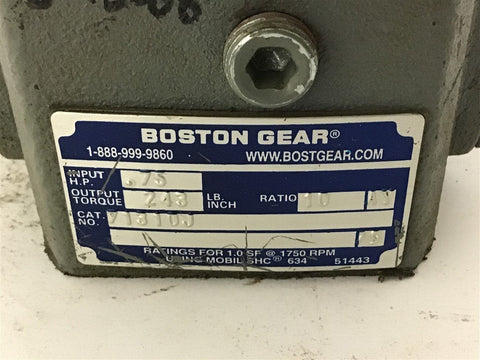 BOSTON GEAR®
1-888-999-9860 WWW.BOSTGEAR.COM
INPUT H.P. .75
OUTPUT TORQUE 243 LB. INCH RATIO 10
CAT. NO.
RATINGS FOR 1.0 SF @ 1750 RPM
USING MOBIL SHC® 634 51443